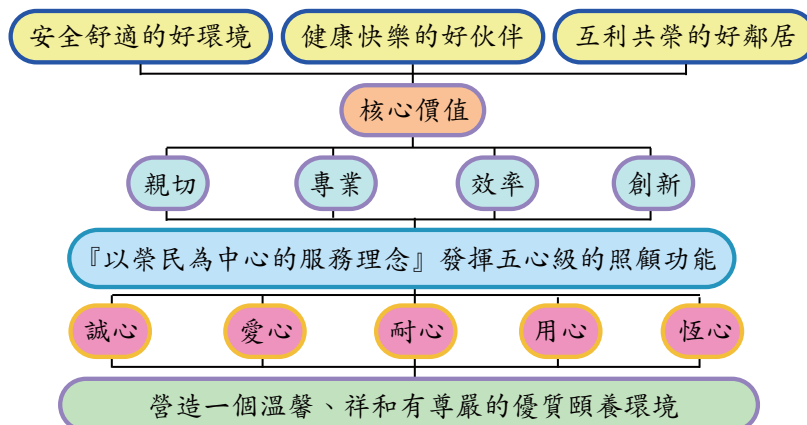 安全舒適的好環境
健康快樂的好伙伴
互利共榮的好鄰居
核心價值
親切
專業
效率
創新
『以榮民為中心的服務理念』發揮五心級的照顧功能
誠心
愛心
耐心
用心
恆心
營造一個溫馨、祥和有尊嚴的優質頤養環境